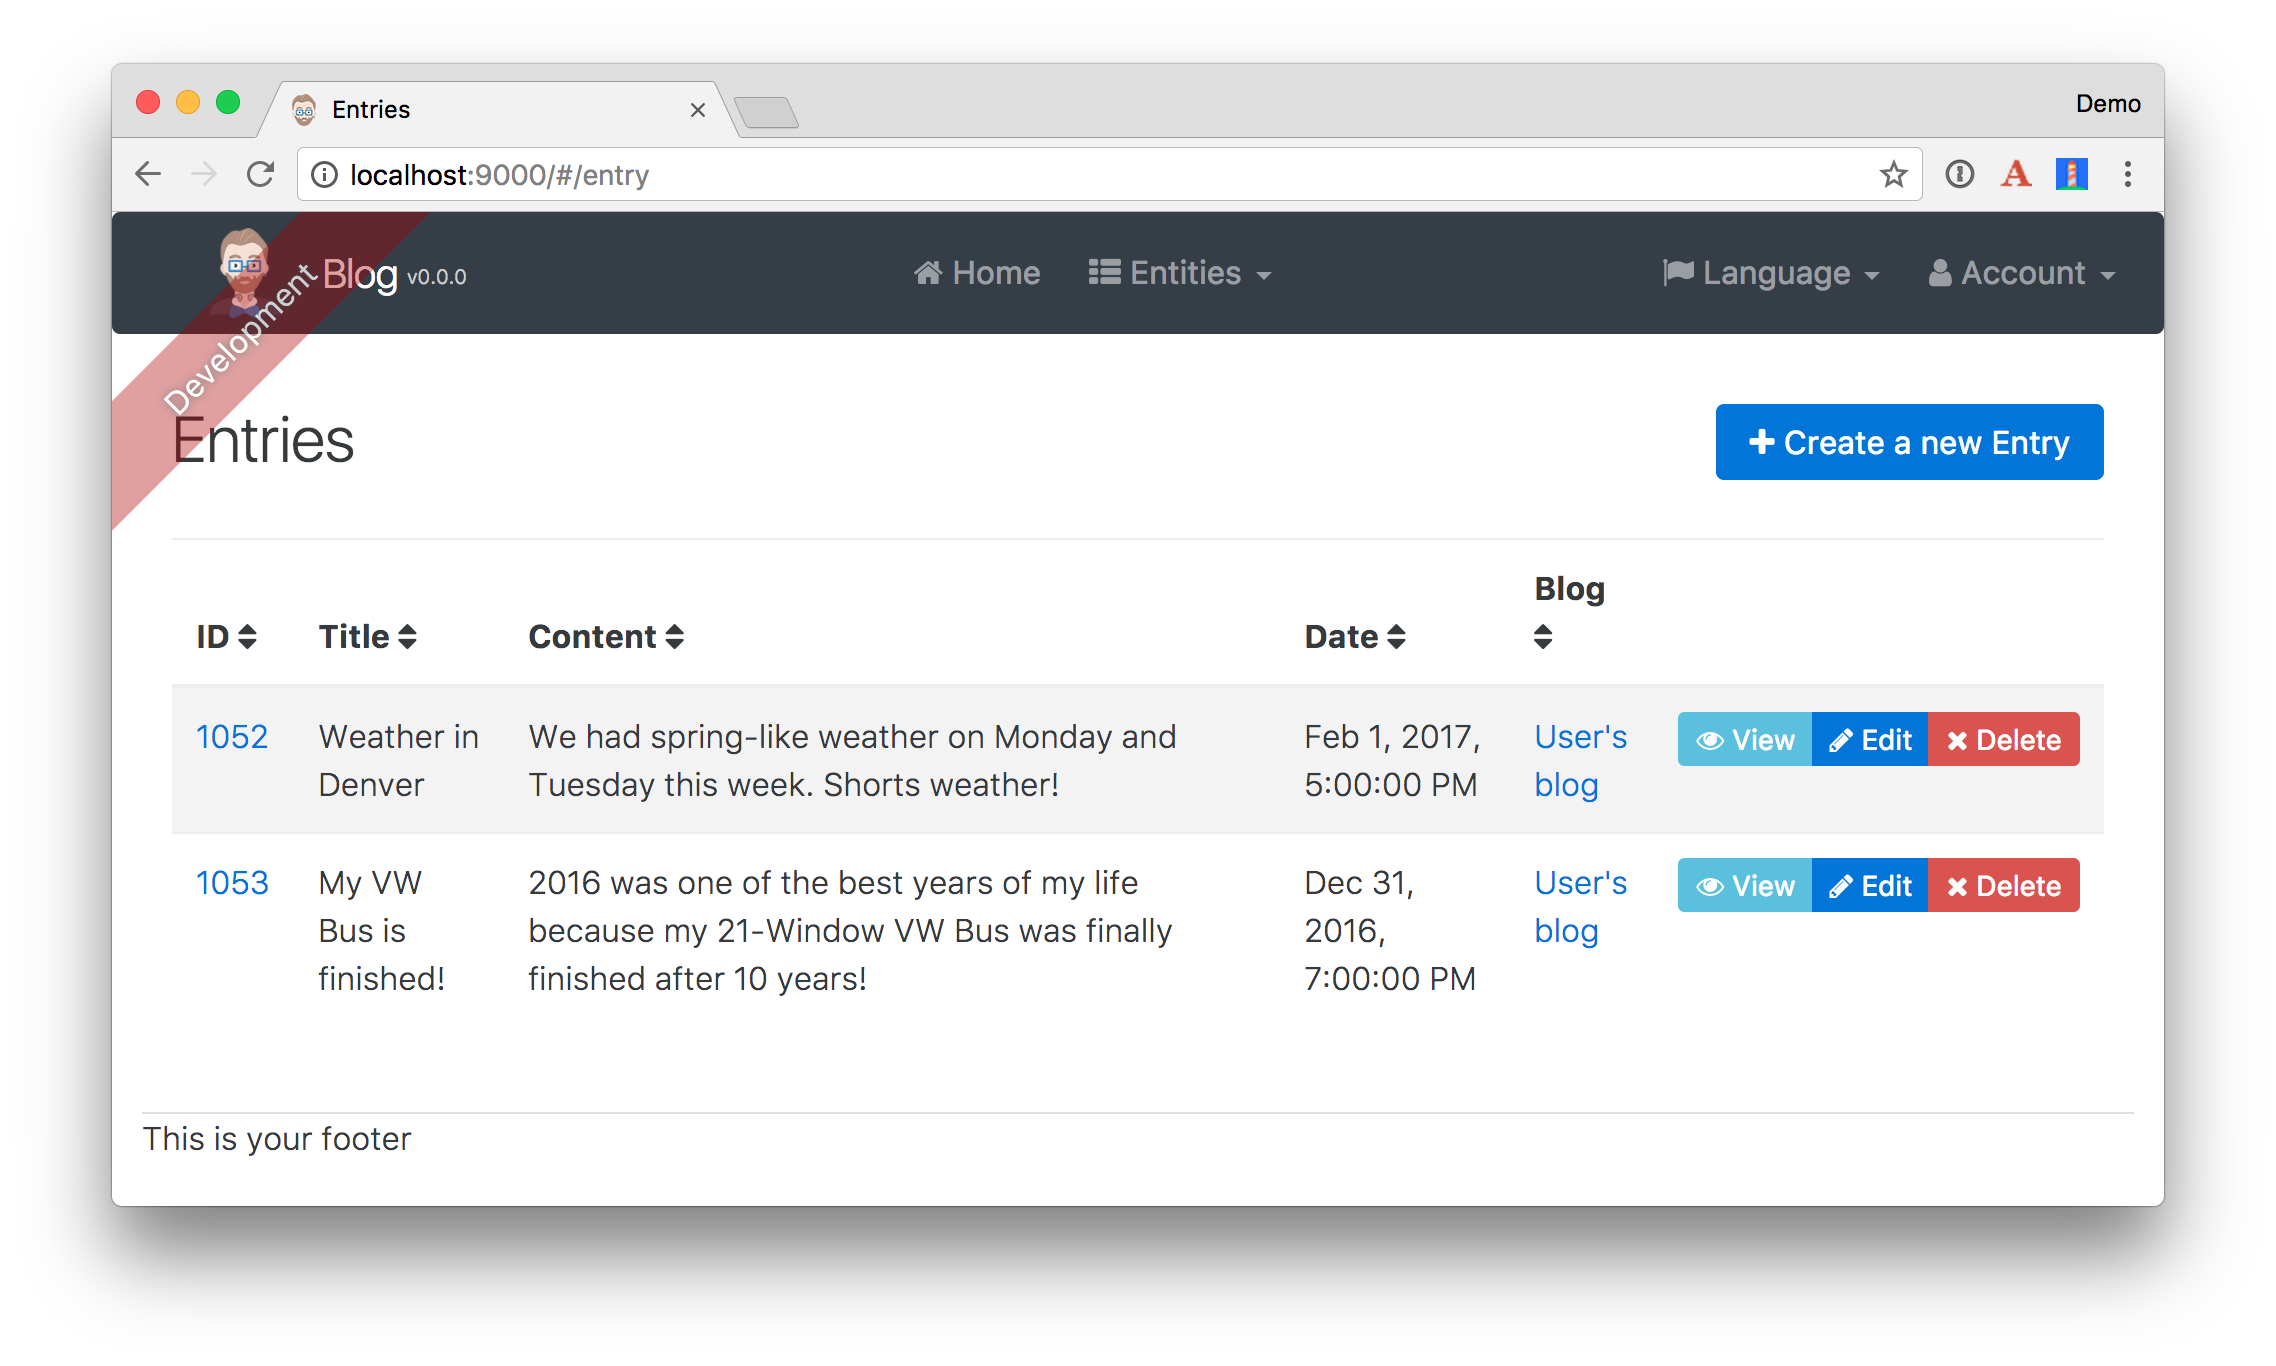 Entries
Demo
localhost:9000/#/entry
Blog v0.0.0
Home
Entities
Language
Account
Development
Entries
Create a new Entry
ID
Title
Content
Date
Blog
1052
Weather in
Denver
We had spring-like weather on Monday and
Tuesday this week. Shorts weather!
Feb 1, 2017,
5:00:00 PM
User's
blog
View
Edit
Delete
1053
My VW
Bus is
finished!
2016 was one of the best years of my life
because my 21-Window VW Bus was finally
finished after 10 years!
Dec 31,
2016,
7:00:00 PM
User's
blog
View
Edit
Delete
This is your footer